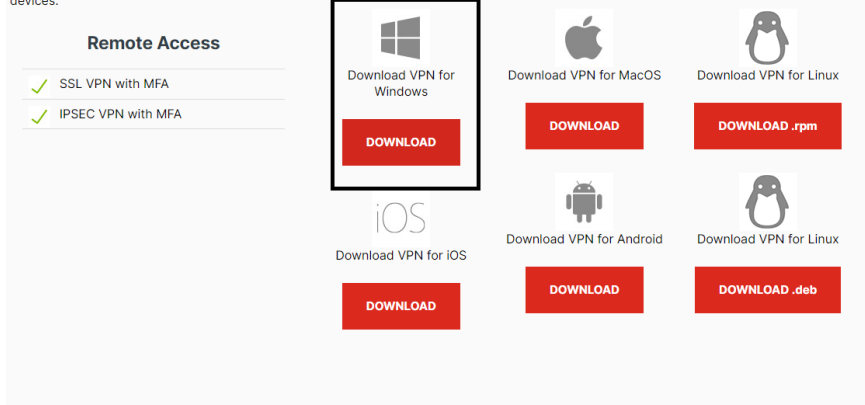 devices.
Remote Access
SSL VPN with MFA
IPSEC VPN with MFA
Download VPN for
Windows
DOWNLOAD
Download VPN for MacOS
DOWNLOAD
Download VPN for Linux
DOWNLOAD .rpm
iOS
Download VPN for iOS
DOWNLOAD
Download VPN for Android
DOWNLOAD
Download VPN for Linux
DOWNLOAD .deb